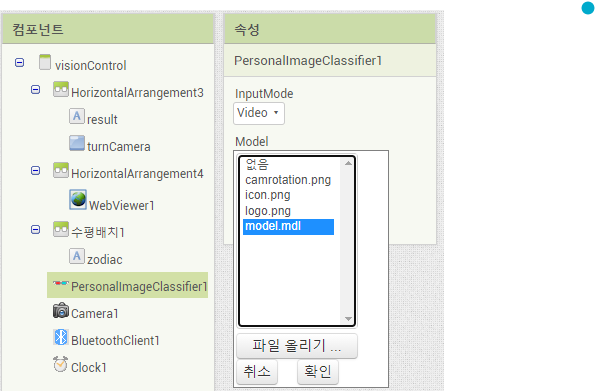 컴포넌트
visionControl
HorizontalArrangement3
result
turnCamera
HorizontalArrangement4
WebViewer1
수평배치1
zodiac
PersonalImageClassifier1
Camera1
BluetoothClient1
Clock1
속성
PersonalImageClassifier1
InputMode
Video
Model
없음
camrotation.png
icon.png
logo.png
model.mdl
파일 올리기 ...
취소 확인